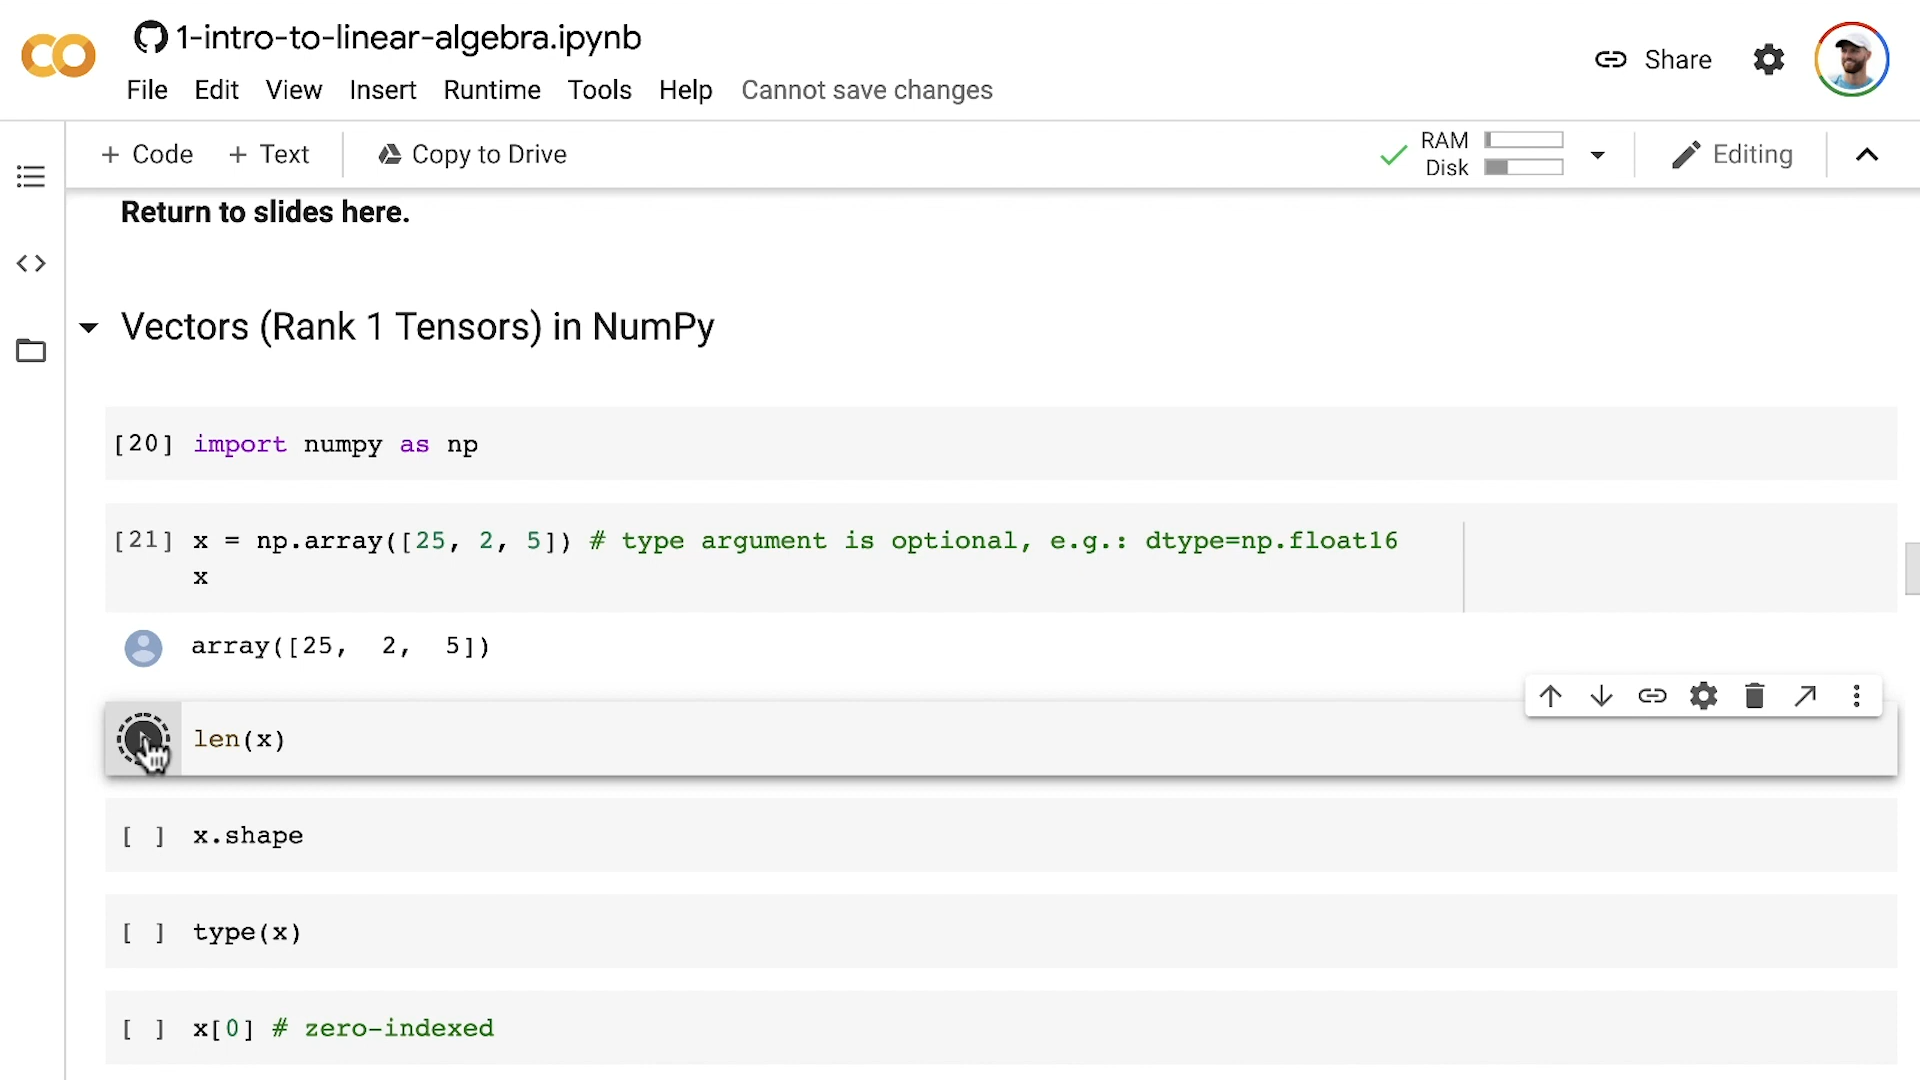 1-intro-to-linear-algebra.ipynb
File Edit View Insert Runtime Tools Help Cannot save changes
Share
+ Code + Text Copy to Drive
RAM
Disk
Editing
Return to slides here.
Vectors (Rank 1 Tensors) in NumPy
[20] import numpy as np
[21] x = np.array([25, 2, 5]) # type argument is optional, e.g.: dtype=np.float16
x
array([25,  2,  5])
len(x)
[ ] x.shape
[ ] type(x)
[ ] x[0] # zero-indexed